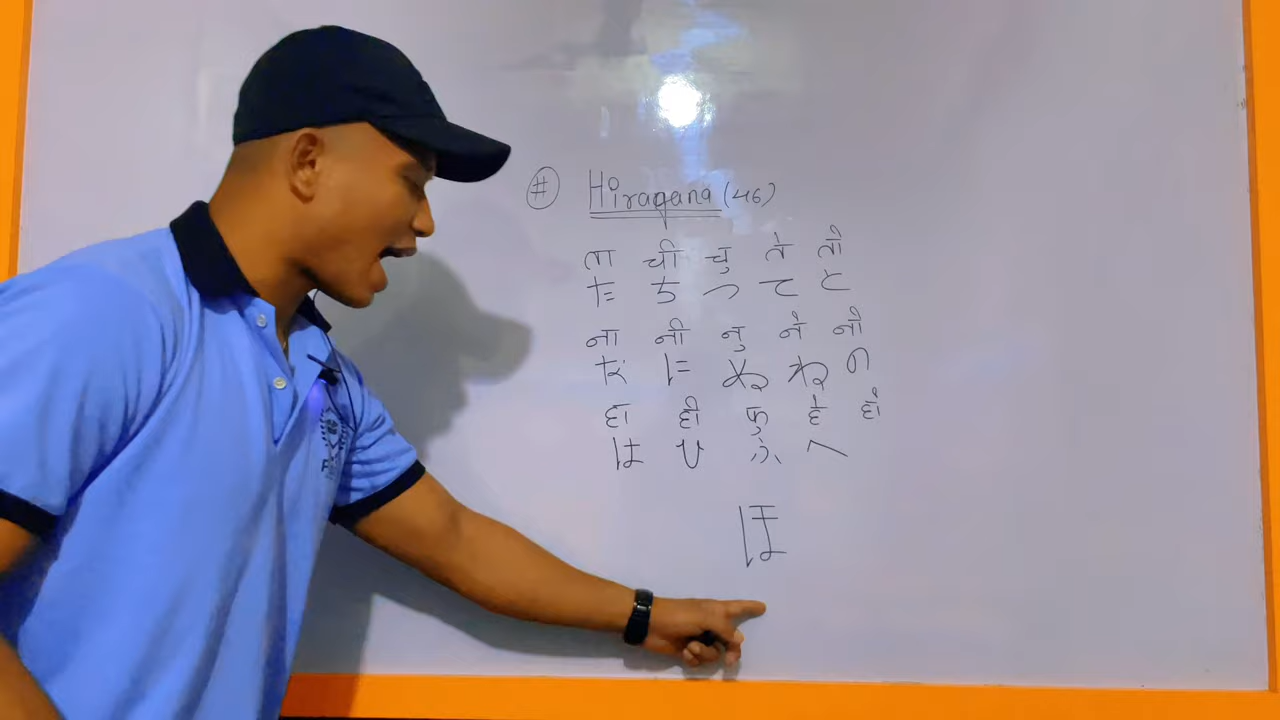 # Hiragana (46)
ता ची चु ते तो
た ち つ て と
ना नी नु ने नो
な に ぬ ね の
हा ही फु हे हो
は ひ ふ へ
ほ